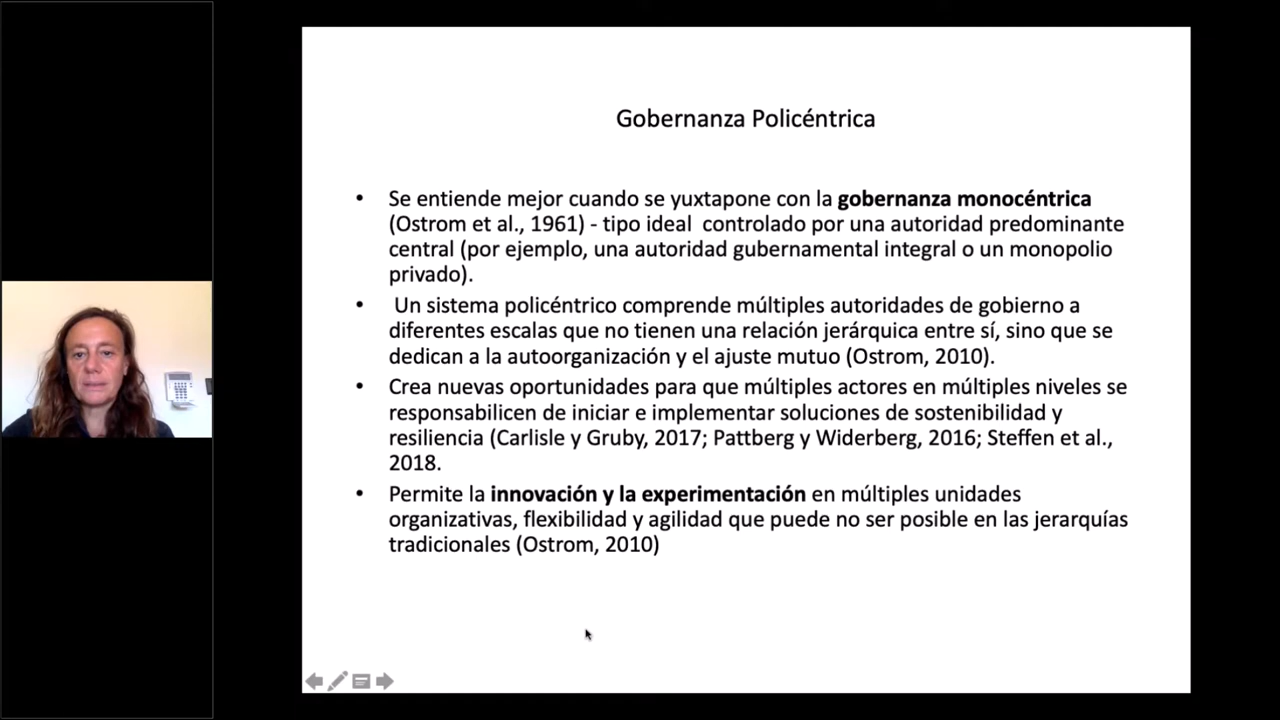 Gobernanza Policéntrica
• Se entiende mejor cuando se yuxtapone con la gobernanza monocéntrica
(Ostrom et al., 1961) - tipo ideal controlado por una autoridad predominante
central (por ejemplo, una autoridad gubernamental integral o un monopolio
privado).
• Un sistema policéntrico comprende múltiples autoridades de gobierno a
diferentes escalas que no tienen una relación jerárquica entre sí, sino que se
dedican a la autoorganización y el ajuste mutuo (Ostrom, 2010).
• Crea nuevas oportunidades para que múltiples actores en múltiples niveles se
responsabilicen de iniciar e implementar soluciones de sostenibilidad y
resiliencia (Carlisle y Gruby, 2017; Pattberg y Widerberg, 2016; Steffen et al.,
2018.
• Permite la innovación y la experimentación en múltiples unidades
organizativas, flexibilidad y agilidad que puede no ser posible en las jerarquías
tradicionales (Ostrom, 2010)